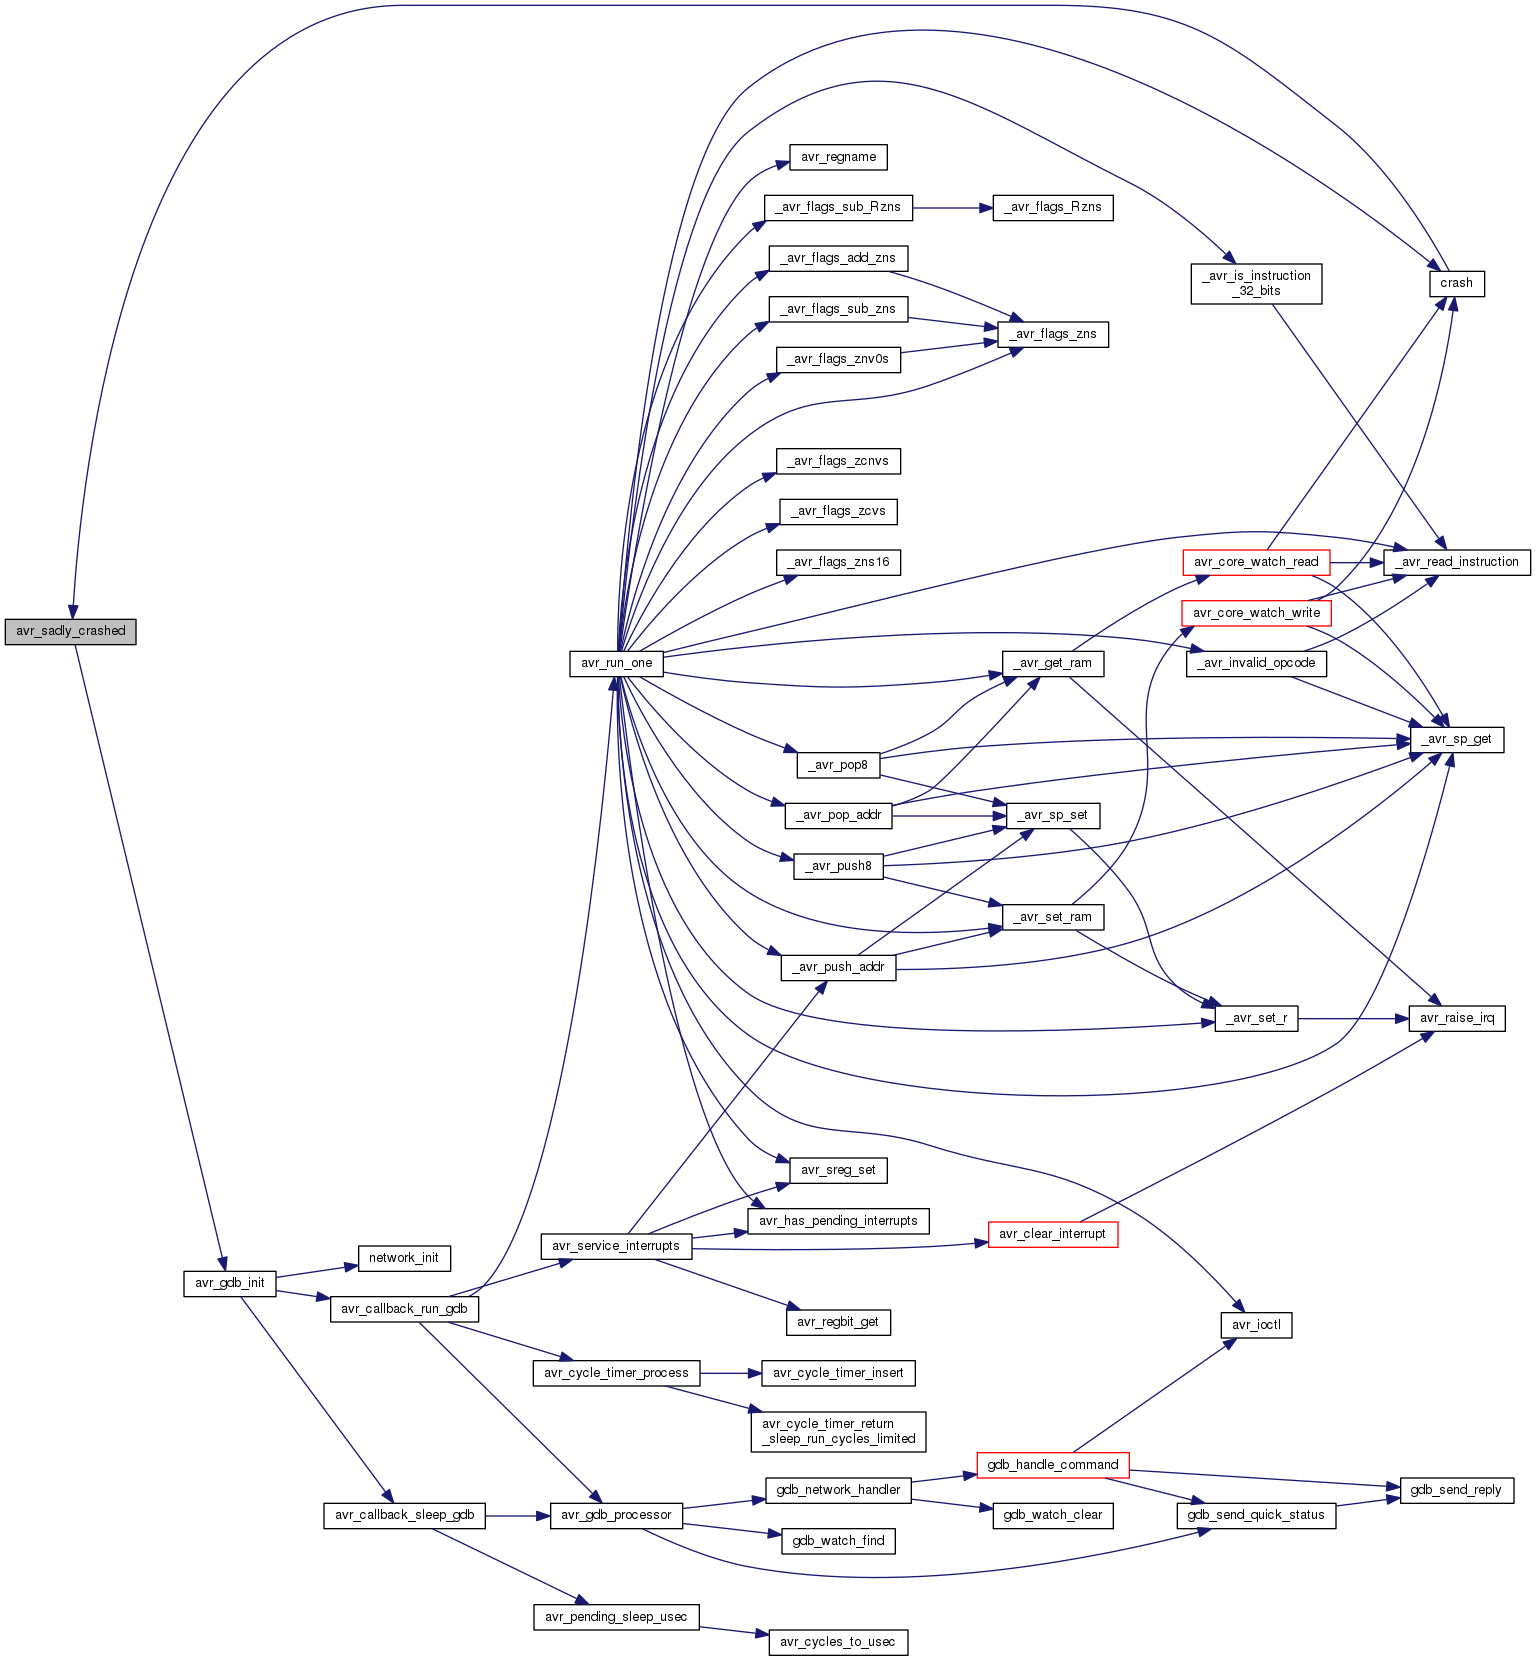 avr_regname
_avr_flags_sub_Rzns
_avr_flags_Rzns
_avr_flags_add_zns
_avr_is_instruction
_32_bits
crash
_avr_flags_sub_zns
_avr_flags_zns
_avr_flags_znv0s
_avr_flags_zcnvs
_avr_flags_zcvs
_avr_flags_zns16
avr_core_watch_read
_avr_read_instruction
avr_core_watch_write
avr_sadly_crashed
avr_run_one
_avr_get_ram
_avr_invalid_opcode
_avr_sp_get
_avr_pop8
_avr_pop_addr
_avr_sp_set
_avr_push8
_avr_set_ram
_avr_push_addr
_avr_set_r
avr_raise_irq
avr_sreg_set
avr_has_pending_interrupts
avr_clear_interrupt
avr_service_interrupts
network_init
avr_gdb_init
avr_callback_run_gdb
avr_regbit_get
avr_ioctl
avr_cycle_timer_process
avr_cycle_timer_insert
avr_cycle_timer_return
_sleep_run_cycles_limited
gdb_handle_command
gdb_network_handler
gdb_send_reply
avr_callback_sleep_gdb
avr_gdb_processor
gdb_watch_clear
gdb_send_quick_status
gdb_watch_find
avr_pending_sleep_usec
avr_cycles_to_usec